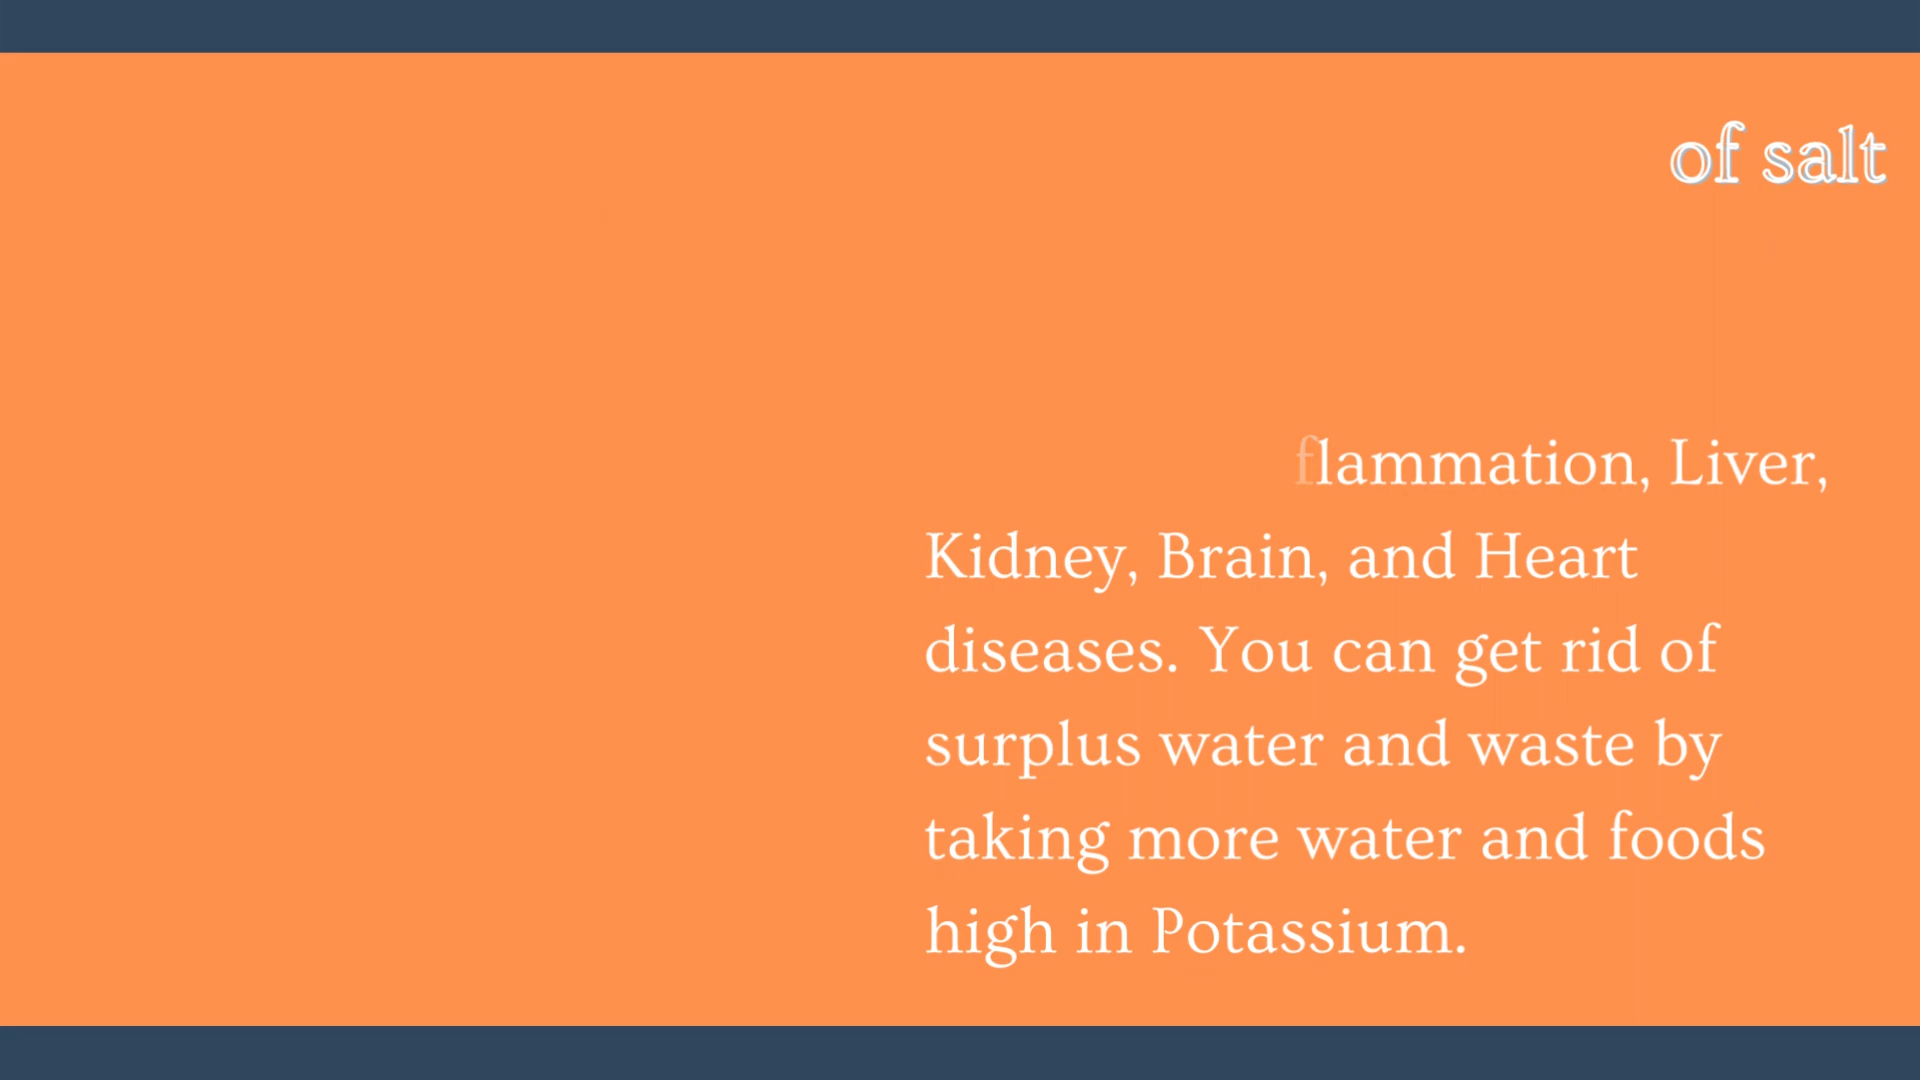 of salt
flammation, Liver,
Kidney, Brain, and Heart
diseases. You can get rid of
surplus water and waste by
taking more water and foods
high in Potassium.